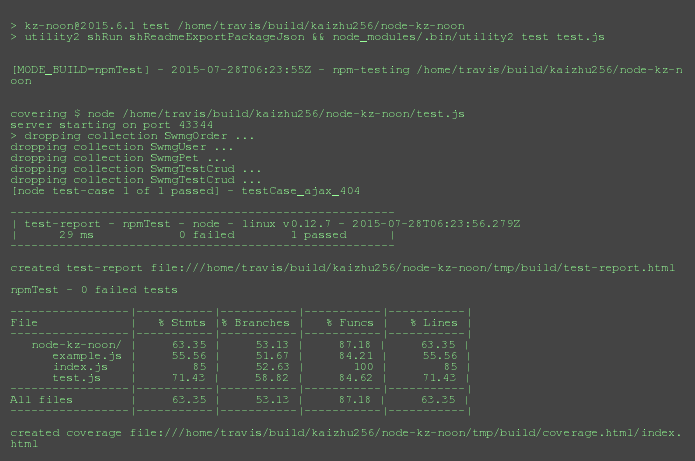 > kz-noon@2015.6.1 test /home/travis/build/kaizhu256/node-kz-noon
> utility2 shRun shReadmeExportPackageJson && node_modules/.bin/utility2 test test.js
[MODE_BUILD=npmTest] - 2015-07-28T06:23:55Z - npm-testing /home/travis/build/kaizhu256/node-kz-n
oon
covering $ node /home/travis/build/kaizhu256/node-kz-noon/test.js
server starting on port 43344
> dropping collection SwmgOrder ...
dropping collection SwmgUser ...
dropping collection SwmgPet ...
dropping collection SwmgTestCrud ...
dropping collection SwmgTestCrud ...
[node test-case 1 of 1 passed] - testCase_ajax_404
-------------------------------------------------------
| test-report - npmTest - node - linux v0.12.7 - 2015-07-28T06:23:56.279Z
|      29 ms            0 failed        1 passed      |
-------------------------------------------------------
created test-report file:///home/travis/build/kaizhu256/node-kz-noon/tmp/build/test-report.html
npmTest - 0 failed tests
-----------------|-----------|-----------|-----------|-----------|
File             |   % Stmts |% Branches |   % Funcs |   % Lines |
-----------------|-----------|-----------|-----------|-----------|
   node-kz-noon/ |     63.35 |     53.13 |     87.18 |     63.35 |
      example.js |     55.56 |     51.67 |     84.21 |     55.56 |
      index.js |        85 |     52.63 |       100 |        85 |
      test.js |     71.43 |     58.82 |     84.62 |     71.43 |
-----------------|-----------|-----------|-----------|-----------|
All files        |     63.35 |     53.13 |     87.18 |     63.35 |
-----------------|-----------|-----------|-----------|-----------|
created coverage file:///home/travis/build/kaizhu256/node-kz-noon/tmp/build/coverage.html/index.
html